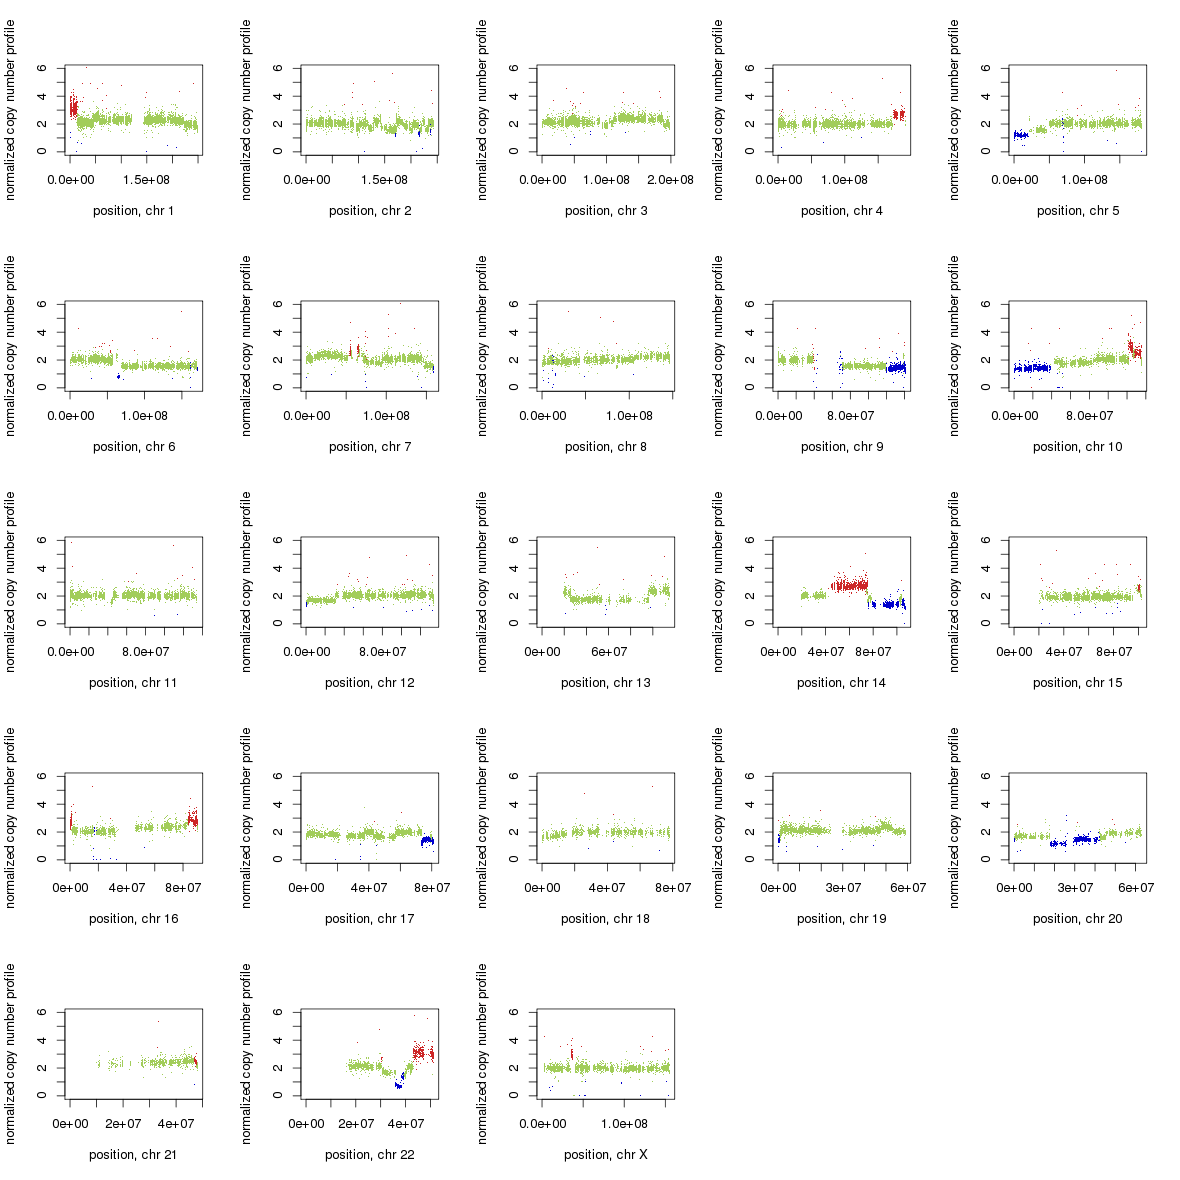 normalized copy number profile
0 2 4 6
0.0e+00 1.5e+08
position, chr 1
normalized copy number profile
0 2 4 6
0.0e+00 1.5e+08
position, chr 2
normalized copy number profile
0 2 4 6
0.0e+00 1.0e+08 2.0e+08
position, chr 3
normalized copy number profile
0 2 4 6
0.0e+00 1.0e+08
position, chr 4
normalized copy number profile
0 2 4 6
0.0e+00 1.0e+08
position, chr 5
normalized copy number profile
0 2 4 6
0.0e+00 1.0e+08
position, chr 6
normalized copy number profile
0 2 4 6
0.0e+00 1.0e+08
position, chr 7
normalized copy number profile
0 2 4 6
0.0e+00 1.0e+08
position, chr 8
normalized copy number profile
0 2 4 6
0.0e+00 8.0e+07
position, chr 9
normalized copy number profile
0 2 4 6
0.0e+00 8.0e+07
position, chr 10
normalized copy number profile
0 2 4 6
0.0e+00 8.0e+07
position, chr 11
normalized copy number profile
0 2 4 6
0.0e+00 8.0e+07
position, chr 12
normalized copy number profile
0 2 4 6
0e+00 6e+07
position, chr 13
normalized copy number profile
0 2 4 6
0e+00 4e+07 8e+07
position, chr 14
normalized copy number profile
0 2 4 6
0e+00 4e+07 8e+07
position, chr 15
normalized copy number profile
0 2 4 6
0e+00 4e+07 8e+07
position, chr 16
normalized copy number profile
0 2 4 6
0e+00 4e+07 8e+07
position, chr 17
normalized copy number profile
0 2 4 6
0e+00 4e+07 8e+07
position, chr 18
normalized copy number profile
0 2 4 6
0e+00 3e+07 6e+07
position, chr 19
normalized copy number profile
0 2 4 6
0e+00 3e+07 6e+07
position, chr 20
normalized copy number profile
0 2 4 6
0e+00 2e+07 4e+07
position, chr 21
normalized copy number profile
0 2 4 6
0e+00 2e+07 4e+07
position, chr 22
normalized copy number profile
0 2 4 6
0.0e+00 1.0e+08
position, chr X